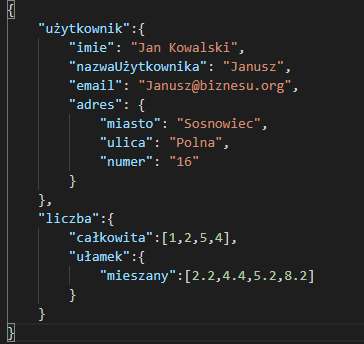 {
    "użytkownik":{
        "imie": "Jan Kowalski",
        "nazwaUżytkownika": "Janusz",
        "email": "Janusz@biznesu.org",
        "adres": {
            "miasto": "Sosnowiec",
            "ulica": "Polna",
            "numer": "16"
        }
    },
    "liczba":{
        "całkowita":[1,2,5,4],
        "ułamek":{
            "mieszany":[2.2,4.4,5.2,8.2]
        }
    }
}